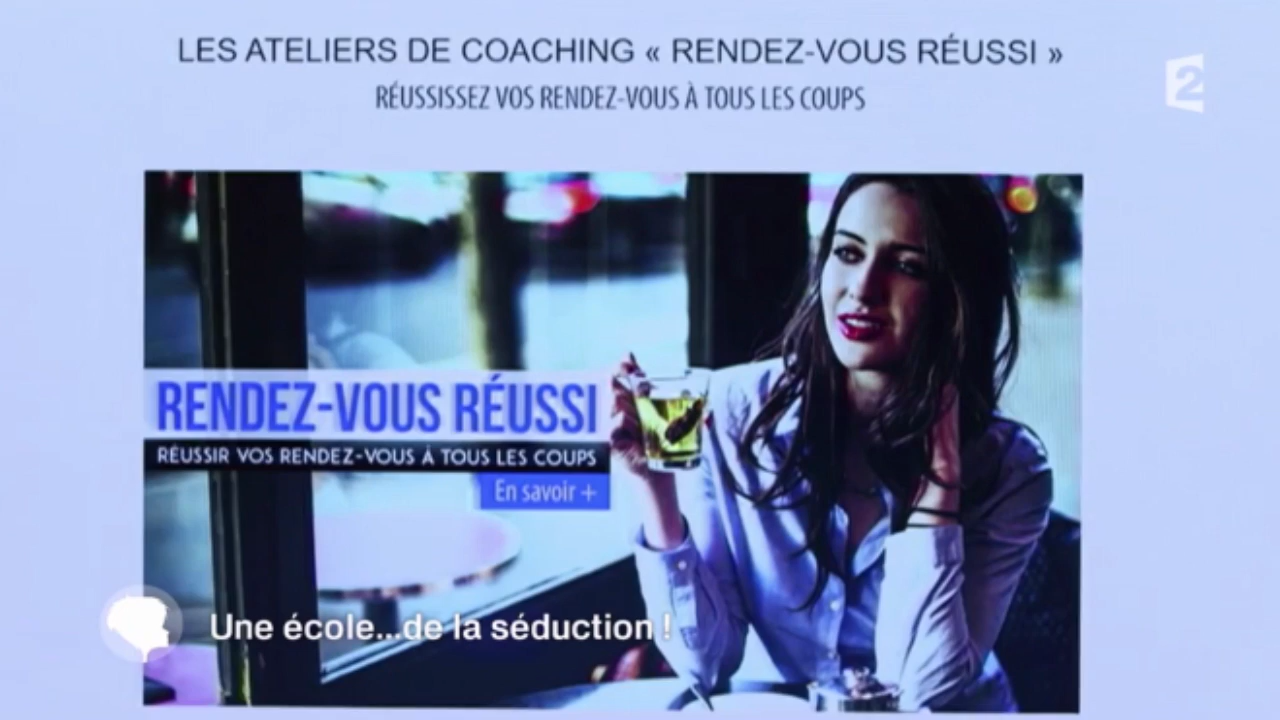 LES ATELIERS DE COACHING « RENDEZ-VOUS RÉUSSI »
RÉUSSISSEZ VOS RENDEZ-VOUS À TOUS LES COUPS
2
RENDEZ-VOUS RÉUSSI
RÉUSSIR VOS RENDEZ-VOUS À TOUS LES COUPS
En savoir +
Une école...de la séduction !